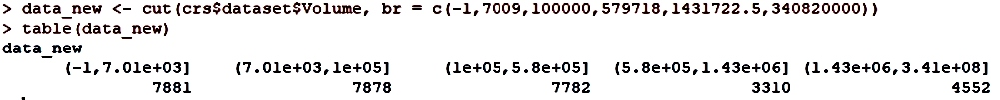 > data_new <- cut(crs$dataset$Volume, br = c(-1,7009,100000,579718,1431722.5,340820000))
> table(data_new)
data_new
(-1,7.01e+03] (7.01e+03,1e+05] (1e+05,5.8e+05] (5.8e+05,1.43e+06] (1.43e+06,3.41e+08]
7881 7878 7782 3310 4552